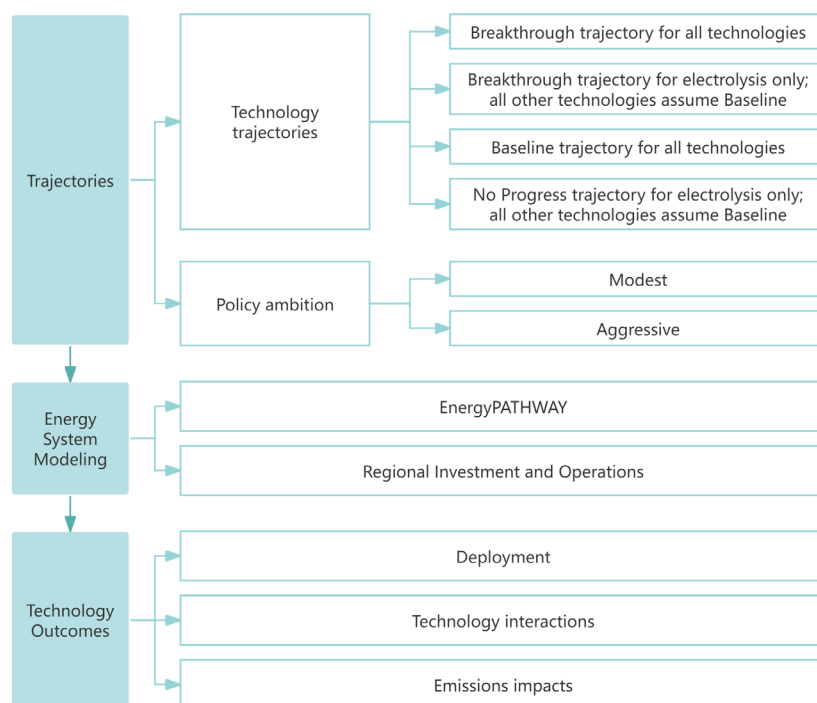 Trajectories
Technology
trajectories
Breakthrough trajectory for all technologies
Breakthrough trajectory for electrolysis only;
all other technologies assume Baseline
Baseline trajectory for all technologies
No Progress trajectory for electrolysis only;
all other technologies assume Baseline
Policy ambition
Modest
Aggressive
Energy
System
Modeling
EnergyPATHWAY
Regional Investment and Operations
Technology
Outcomes
Deployment
Technology interactions
Emissions impacts